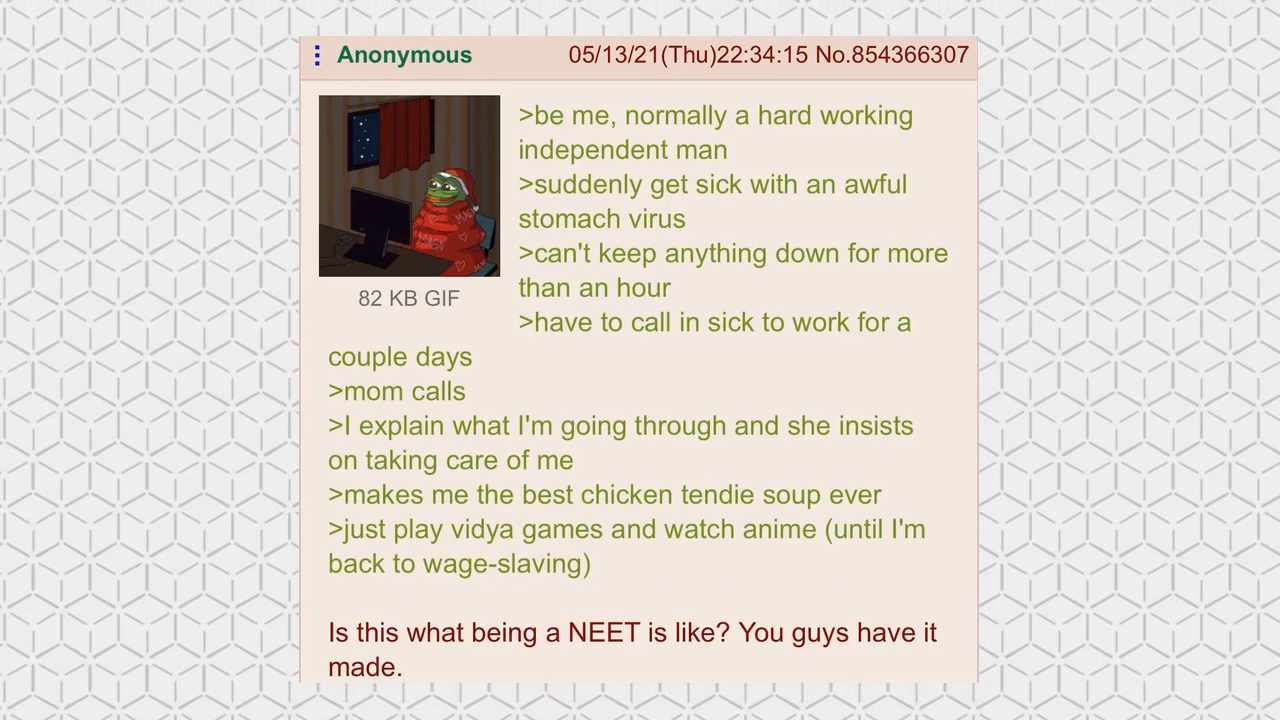 Anonymous 05/13/21(Thu)22:34:15 No.854366307
>be me, normally a hard working
independent man
>suddenly get sick with an awful
stomach virus
>can't keep anything down for more
than an hour
82 KB GIF
>have to call in sick to work for a
couple days
>mom calls
>I explain what I'm going through and she insists
on taking care of me
>makes me the best chicken tendie soup ever
>just play vidya games and watch anime (until I'm
back to wage-slaving)
Is this what being a NEET is like? You guys have it
made.